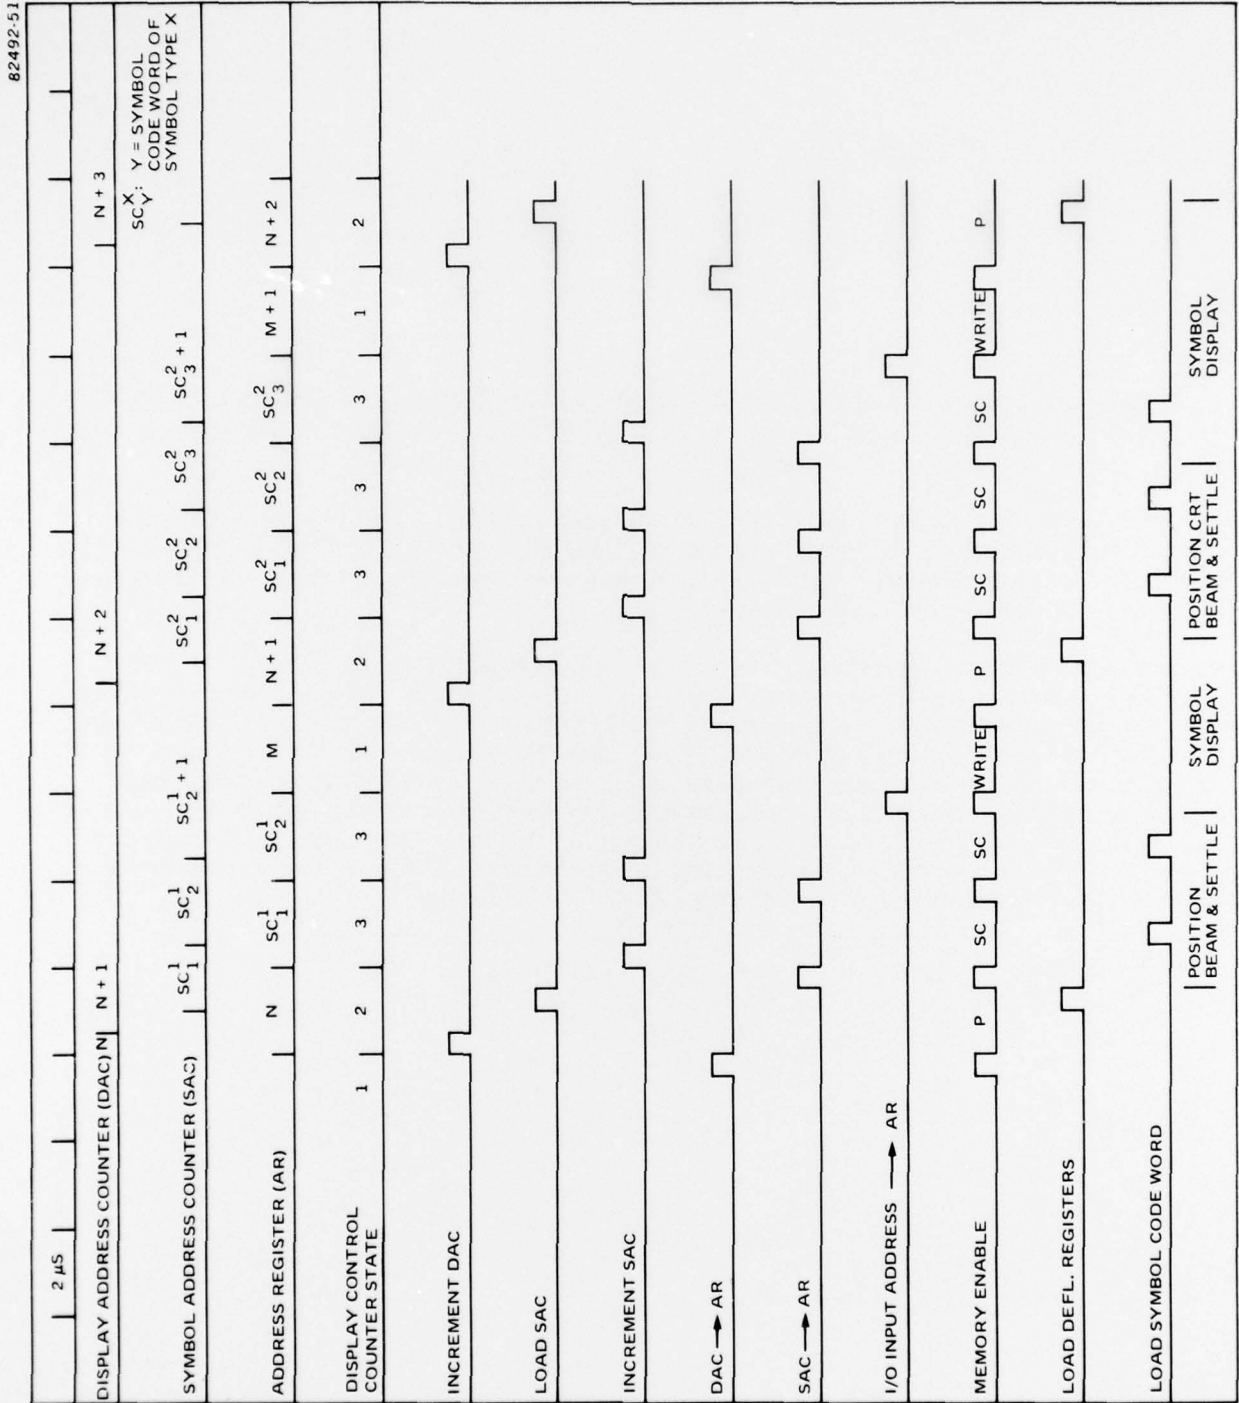 82492-51
2 µS
DISPLAY ADDRESS COUNTER (DAC) N N + 1 N + 2 N + 3
SYMBOL ADDRESS COUNTER (SAC) SC¹₁ SC¹₂ SC¹₂ + 1 SC²₁ SC²₂ SC²₃ SC²₃ + 1
SCˣᵧ: Y = SYMBOL
CODE WORD OF
SYMBOL TYPE X
ADDRESS REGISTER (AR) N SC¹₁ SC¹₂ M N + 1 SC²₁ SC²₂ SC²₃ M + 1 N + 2
DISPLAY CONTROL
COUNTER STATE 1 2 3 3 1 2 3 3 3 1 2
INCREMENT DAC
LOAD SAC
INCREMENT SAC
DAC → AR
SAC → AR
I/O INPUT ADDRESS → AR
MEMORY ENABLE P SC SC WRITE P SC SC SC WRITE P
LOAD DEFL. REGISTERS
LOAD SYMBOL CODE WORD
POSITION
BEAM & SETTLE
SYMBOL
DISPLAY
POSITION CRT
BEAM & SETTLE
SYMBOL
DISPLAY